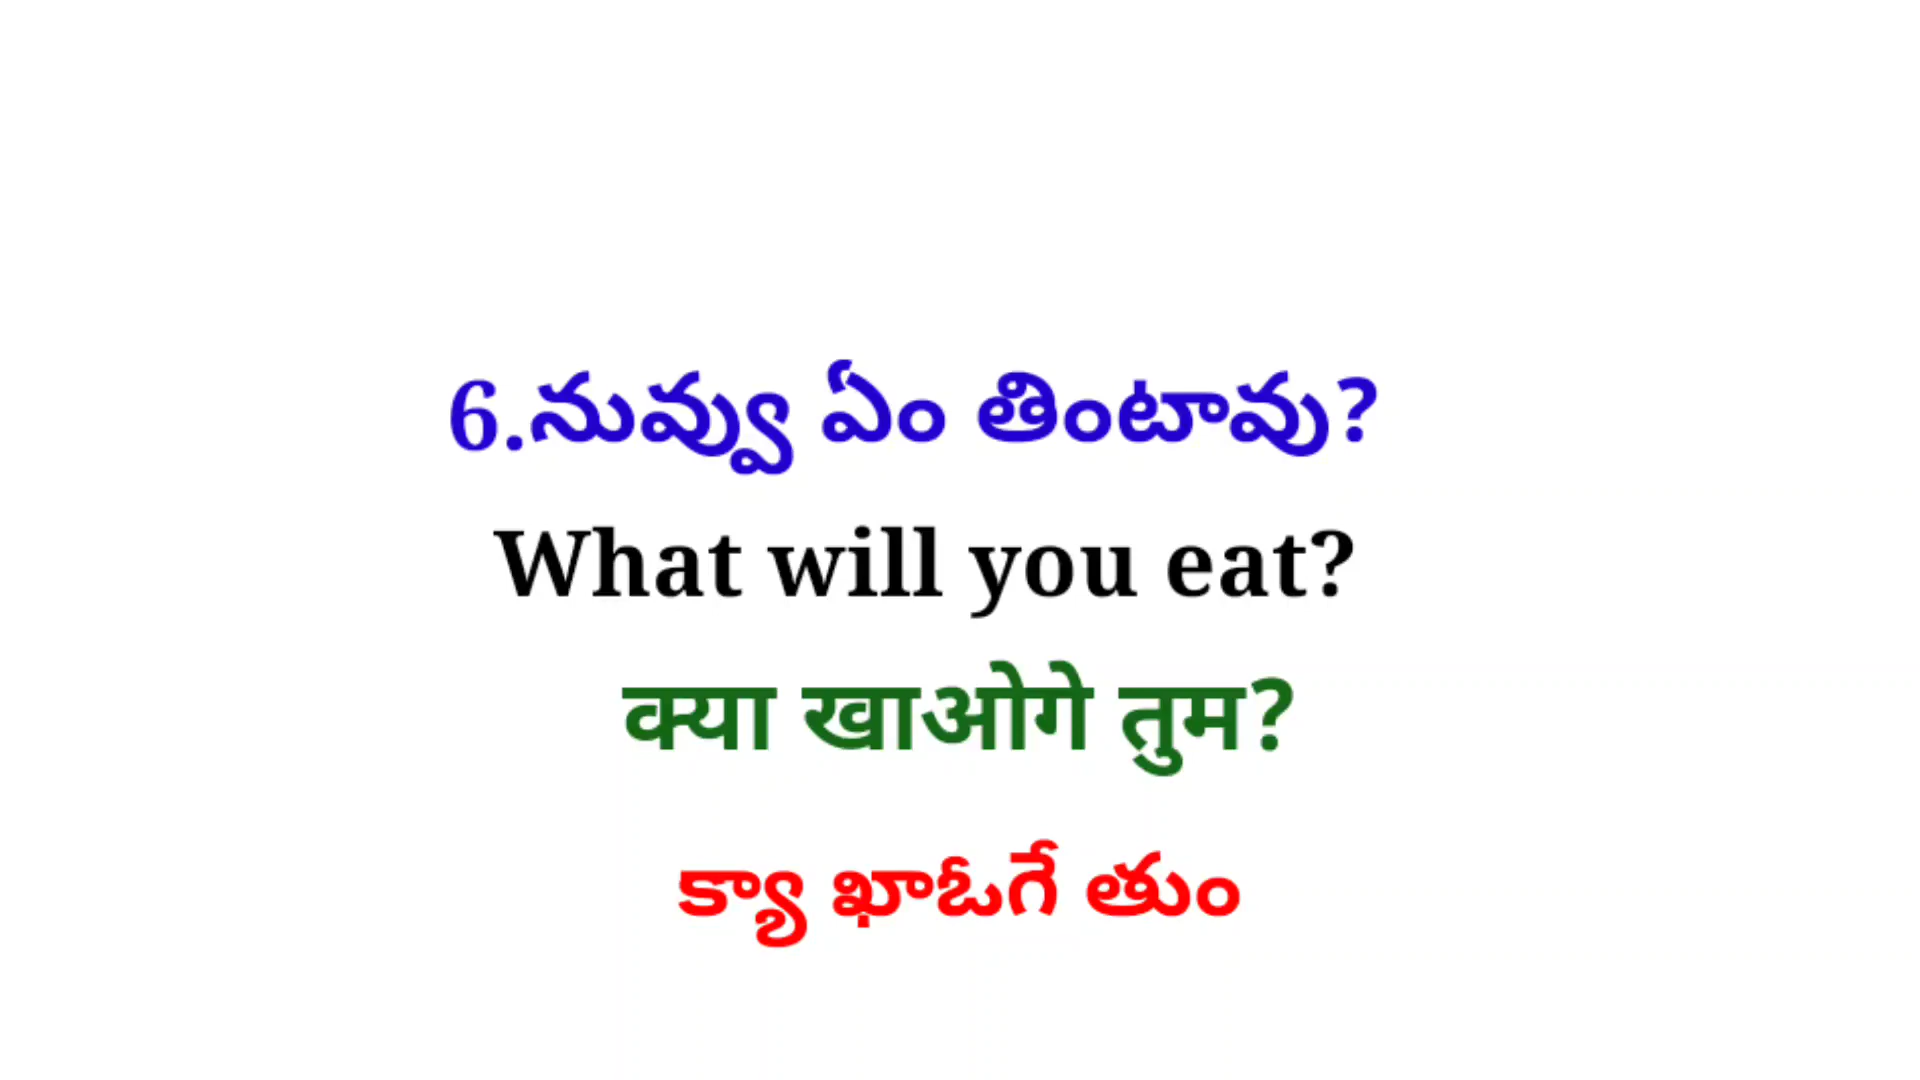 6.నువ్వు ఏం తింటావు?
What will you eat?
क्या खाओगे तुम?
క్యా ఖాఓగే తుం